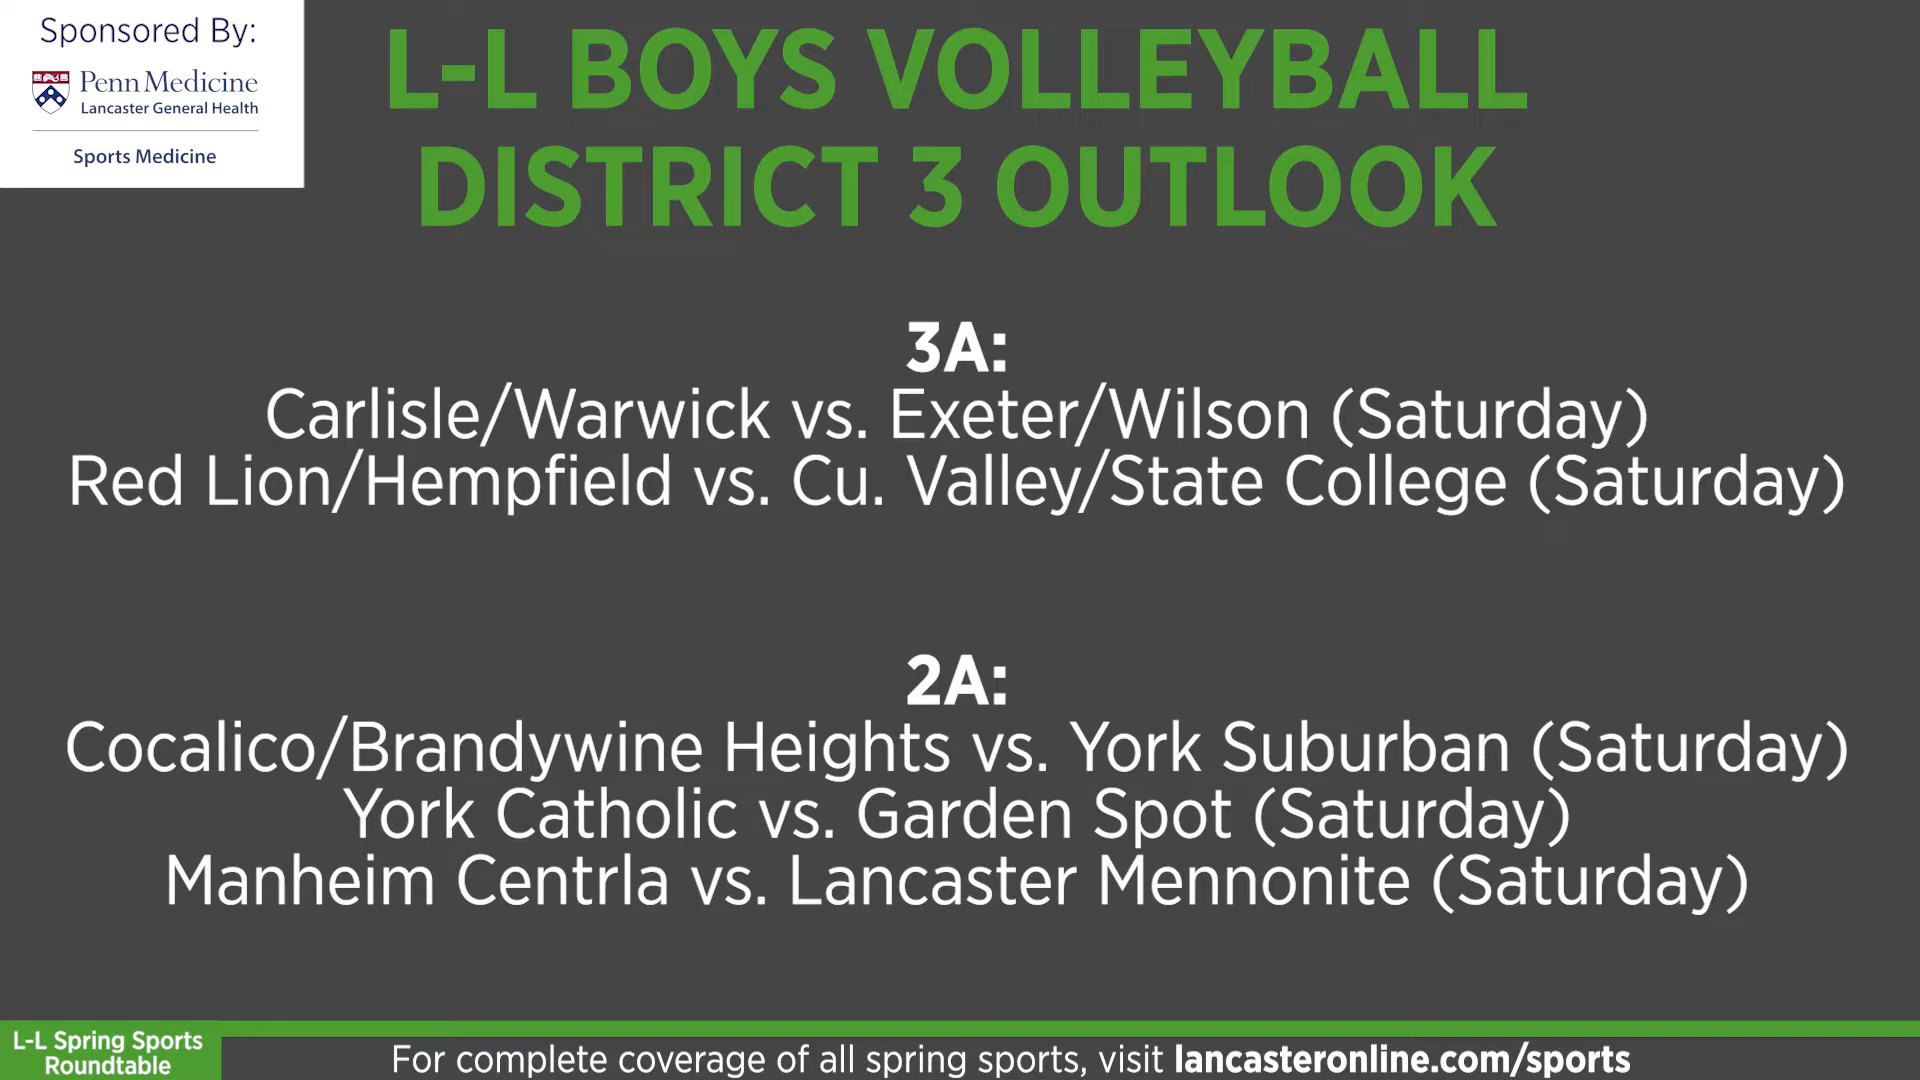 Sponsored By:
Penn Medicine
Lancaster General Health
Sports Medicine
L-L BOYS VOLLEYBALL
DISTRICT 3 OUTLOOK
3A:
Carlisle/Warwick vs. Exeter/Wilson (Saturday)
Red Lion/Hempfield vs. Cu. Valley/State College (Saturday)
2A:
Cocalico/Brandywine Heights vs. York Suburban (Saturday)
York Catholic vs. Garden Spot (Saturday)
Manheim Centrla vs. Lancaster Mennonite (Saturday)
L-L Spring Sports
Roundtable
For complete coverage of all spring sports, visit lancasteronline.com/sports